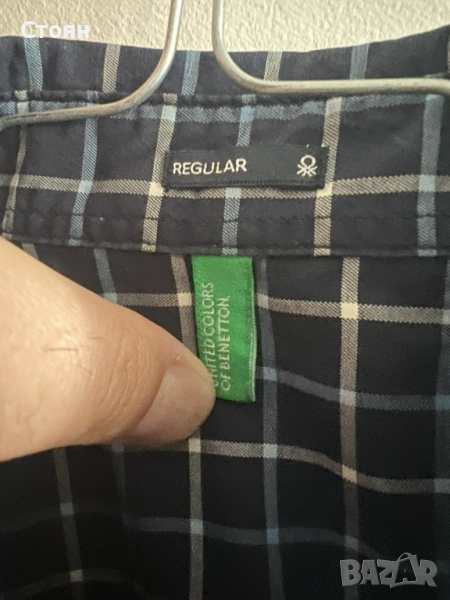 Стоян
REGULAR
UNITED COLORS
OF BENETTON.
BAZAR